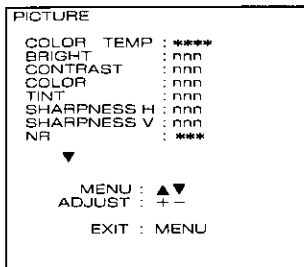 PICTURE
COLOR TEMP : ****
BRIGHT : nnn
CONTRAST : nnn
COLOR : nnn
TINT : nnn
SHARPNESS H : nnn
SHARPNESS V : nnn
NR : ***
▼
MENU : ▲▼
ADJUST : + −
EXIT : MENU